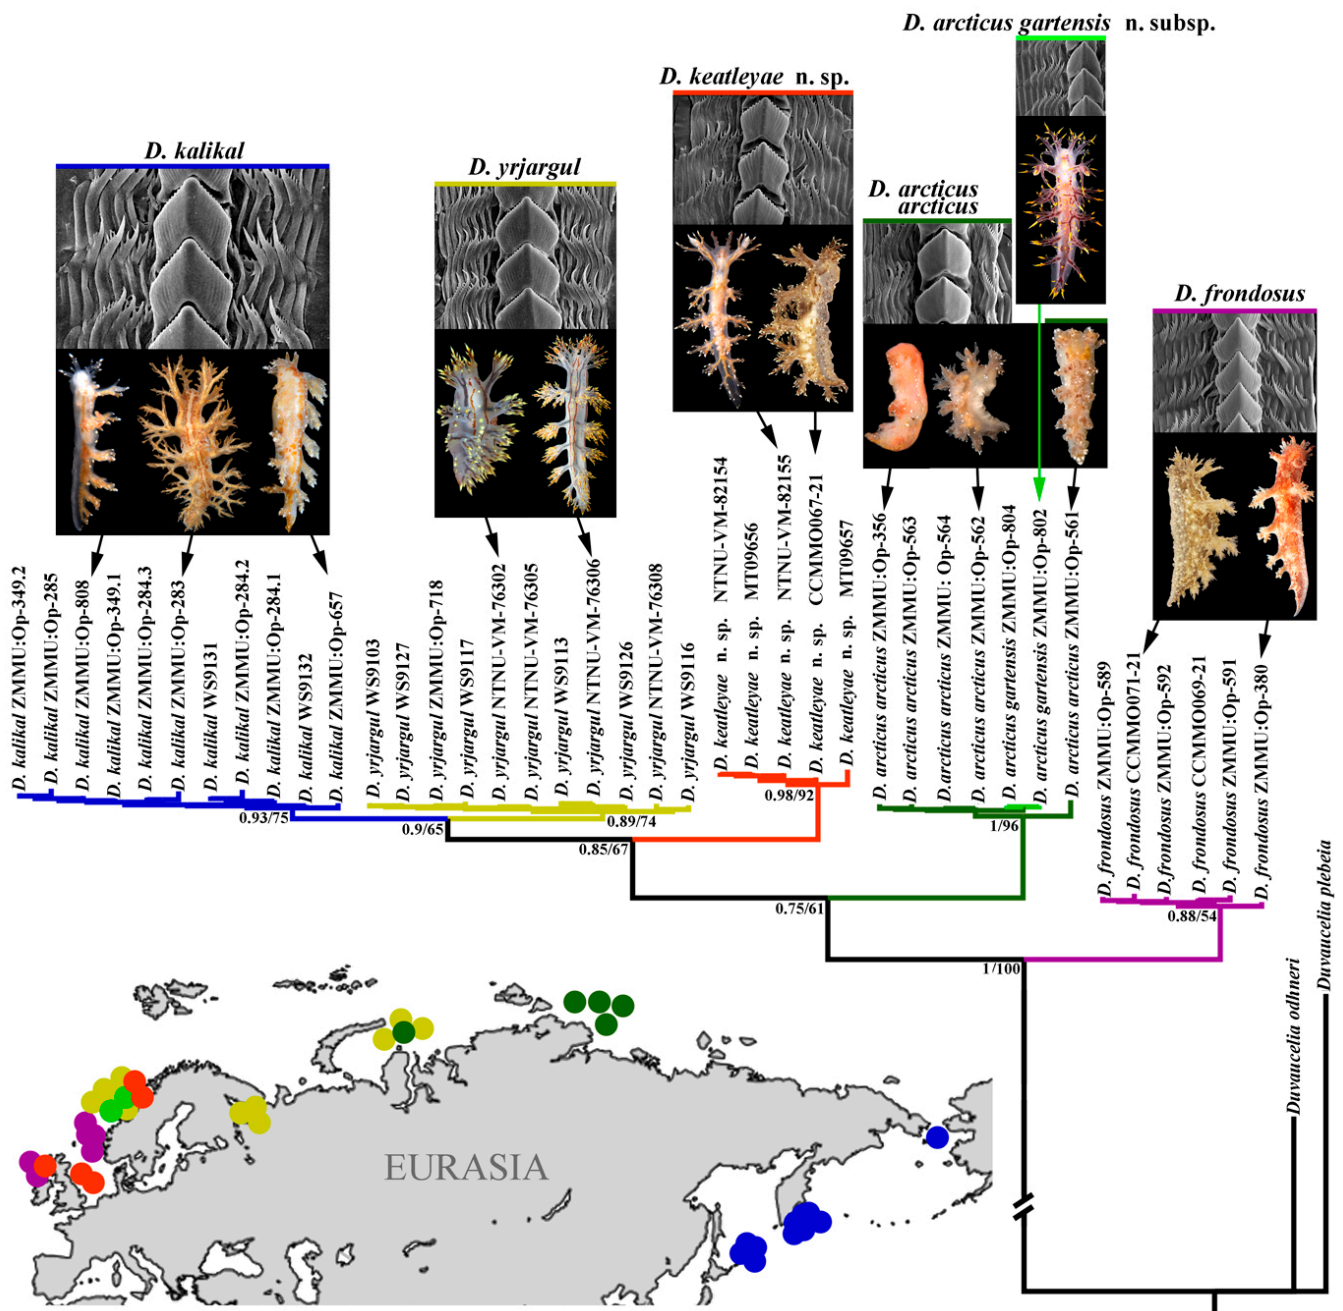 D. arcticus gartensis n. subsp.
D. keatleyae n. sp.
D. kalikal
D. yrjargul
D. arcticus
arcticus
D. frondosus
D. kalikal ZMMU:Op-349.2
D. kalikal ZMMU:Op-285
D. kalikal ZMMU:Op-808
D. kalikal ZMMU:Op-349.1
D. kalikal ZMMU:Op-284.3
D. kalikal ZMMU:Op-283
D. kalikal WS9131
D. kalikal ZMMU:Op-284.2
D. kalikal ZMMU:Op-284.1
D. kalikal WS9132
D. kalikal ZMMU:Op-657
D. yrjargul WS9103
D. yrjargul WS9127
D. yrjargul ZMMU:Op-718
D. yrjargul WS9117
D. yrjargul NTNU-VM-76302
D. yrjargul NTNU-VM-76305
D. yrjargul WS9113
D. yrjargul NTNU-VM-76306
D. yrjargul WS9126
D. yrjargul NTNU-VM-76308
D. yrjargul WS9116
D. keatleyae n. sp. NTNU-VM-82154
D. keatleyae n. sp. MT09656
D. keatleyae n. sp. NTNU-VM-82155
D. keatleyae n. sp. CCMMO067-21
D. keatleyae n. sp. MT09657
D. arcticus arcticus ZMMU:Op-356
D. arcticus arcticus ZMMU:Op-563
D. arcticus arcticus ZMMU: Op-564
D. arcticus arcticus ZMMU:Op-562
D. arcticus gartensis ZMMU:Op-804
D. arcticus gartensis ZMMU:Op-802
D. arcticus arcticus ZMMU:Op-561
D. frondosus ZMMU:Op-589
D. frondosus CCMMO071-21
D.frondosus ZMMU:Op-592
D. frondosus CCMMO069-21
D. frondosus ZMMU:Op-591
D. frondosus ZMMU:Op-380
Duvaucelia odhneri
Duvaucelia plebeia
0.93/75
0.9/65
0.89/74
0.98/92
0.85/67
1/96
0.75/61
0.88/54
1/100
EURASIA